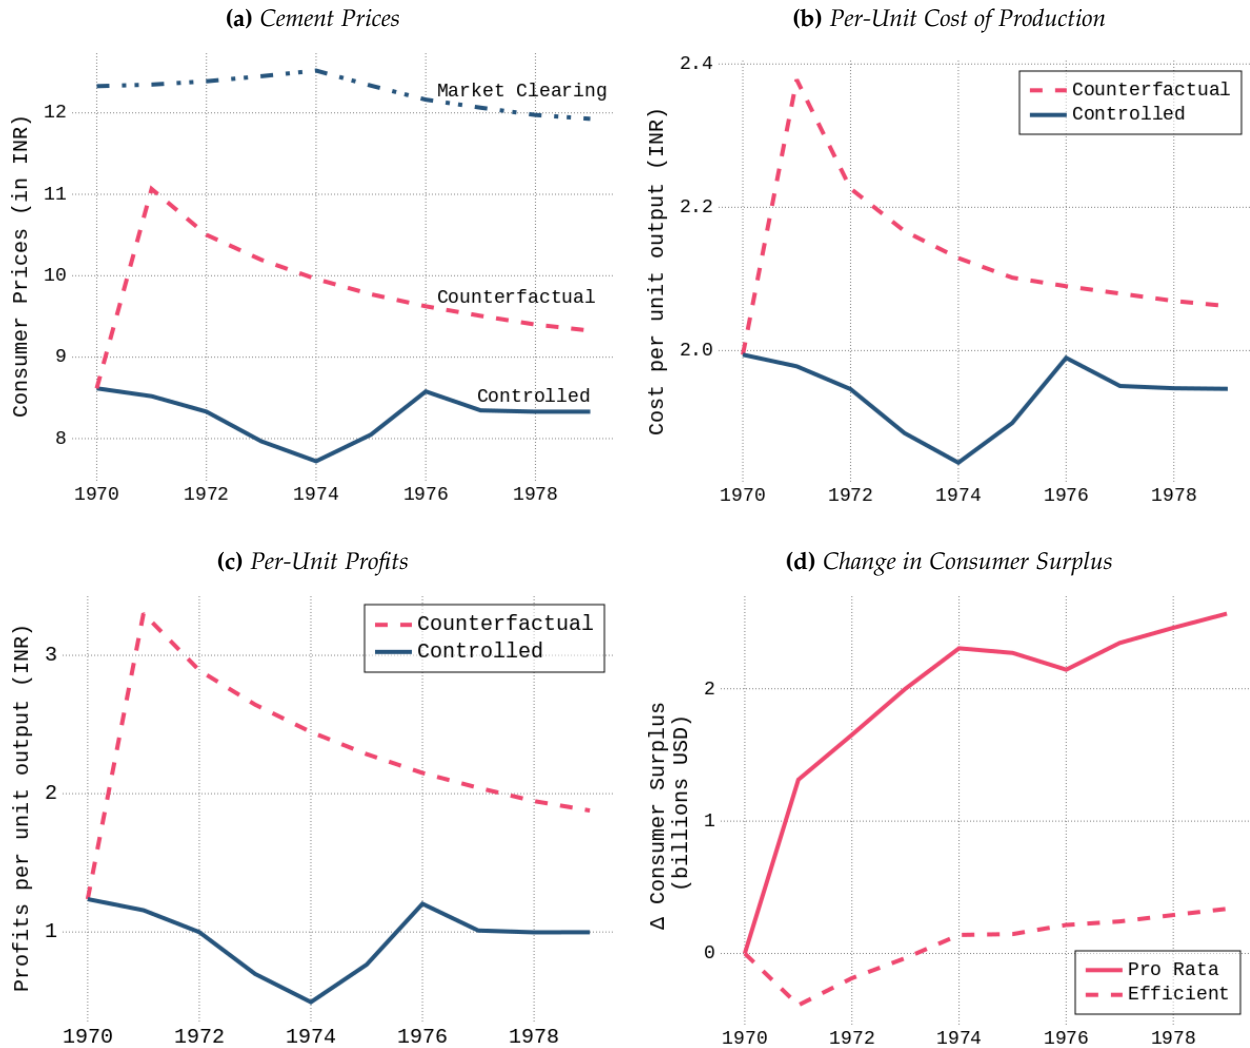 (a) Cement Prices
Consumer Prices (in INR)
12
11
10
9
8
Market Clearing
Counterfactual
Controlled
1970 1972 1974 1976 1978
(b) Per-Unit Cost of Production
Cost per unit output (INR)
2.4
2.2
2.0
Counterfactual
Controlled
1970 1972 1974 1976 1978
(c) Per-Unit Profits
Profits per unit output (INR)
3
2
1
Counterfactual
Controlled
1970 1972 1974 1976 1978
(d) Change in Consumer Surplus
Δ Consumer Surplus
(billions USD)
2
1
0
Pro Rata
Efficient
1970 1972 1974 1976 1978